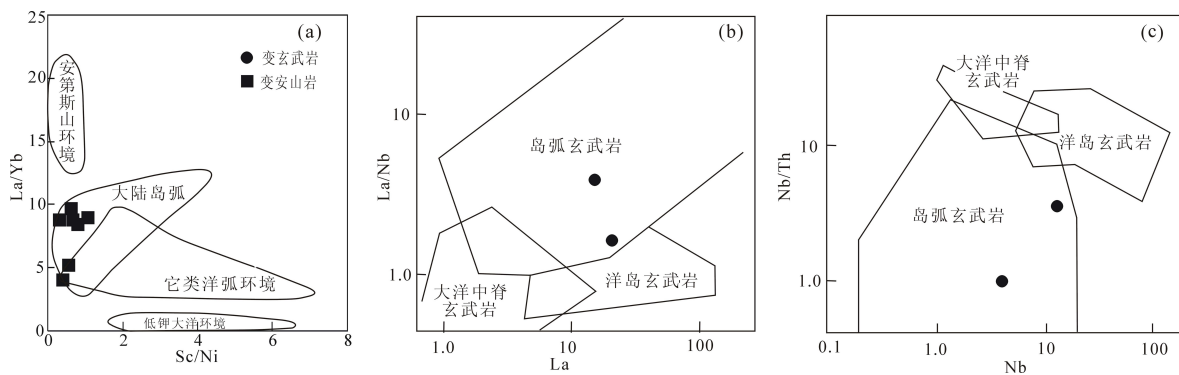 (a)
变玄武岩
变安山岩
安第斯山环境
大陆岛弧
它类洋弧环境
低钾大洋环境
La/Yb
25
20
15
10
5
0
0 2 4 6 8
Sc/Ni
(b)
岛弧玄武岩
大洋中脊
玄武岩
洋岛玄武岩
La/Nb
10
1.0
1.0 10 100
La
(c)
大洋中脊
玄武岩
洋岛玄武岩
岛弧玄武岩
Nb/Th
10
1.0
0.1 1.0 10 100
Nb